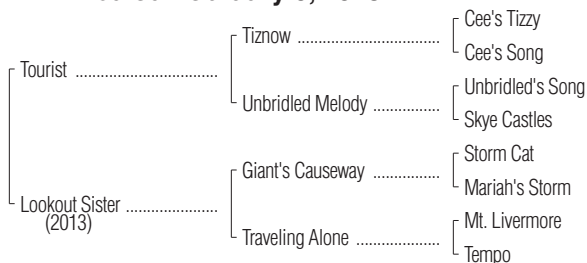 Tourist
Lookout Sister
(2013)
Tiznow
Unbridled Melody
Giant's Causeway
Traveling Alone
Cee's Tizzy
Cee's Song
Unbridled's Song
Skye Castles
Storm Cat
Mariah's Storm
Mt. Livermore
Tempo